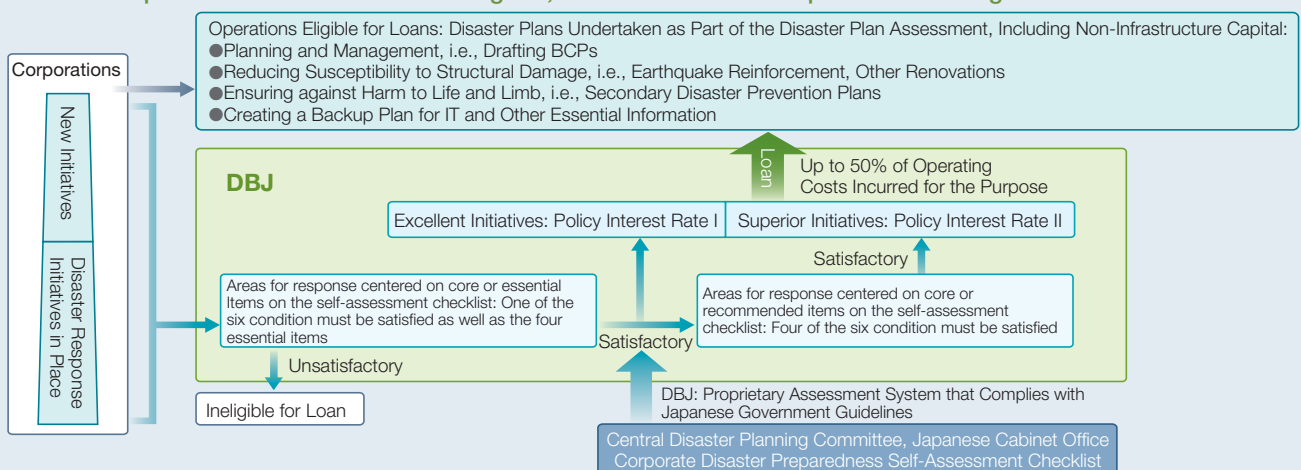 Operations Eligible for Loans: Disaster Plans Undertaken as Part of the Disaster Plan Assessment, Including Non-Infrastructure Capital:
●Planning and Management, i.e., Drafting BCPs
●Reducing Susceptibility to Structural Damage, i.e., Earthquake Reinforcement, Other Renovations
●Ensuring against Harm to Life and Limb, i.e., Secondary Disaster Prevention Plans
●Creating a Backup Plan for IT and Other Essential Information
Corporations
New Initiatives
Disaster Response
Initiatives in Place
DBJ
Loan
Up to 50% of Operating
Costs Incurred for the Purpose
Excellent Initiatives: Policy Interest Rate I
Superior Initiatives: Policy Interest Rate II
Satisfactory
Areas for response centered on core or essential
Items on the self-assessment checklist: One of the
six condition must be satisfied as well as the four
essential items
Satisfactory
Areas for response centered on core or
recommended items on the self-assessment
checklist: Four of the six condition must be satisfied
Unsatisfactory
Ineligible for Loan
DBJ: Proprietary Assessment System that Complies with
Japanese Government Guidelines
Central Disaster Planning Committee, Japanese Cabinet Office
Corporate Disaster Preparedness Self-Assessment Checklist